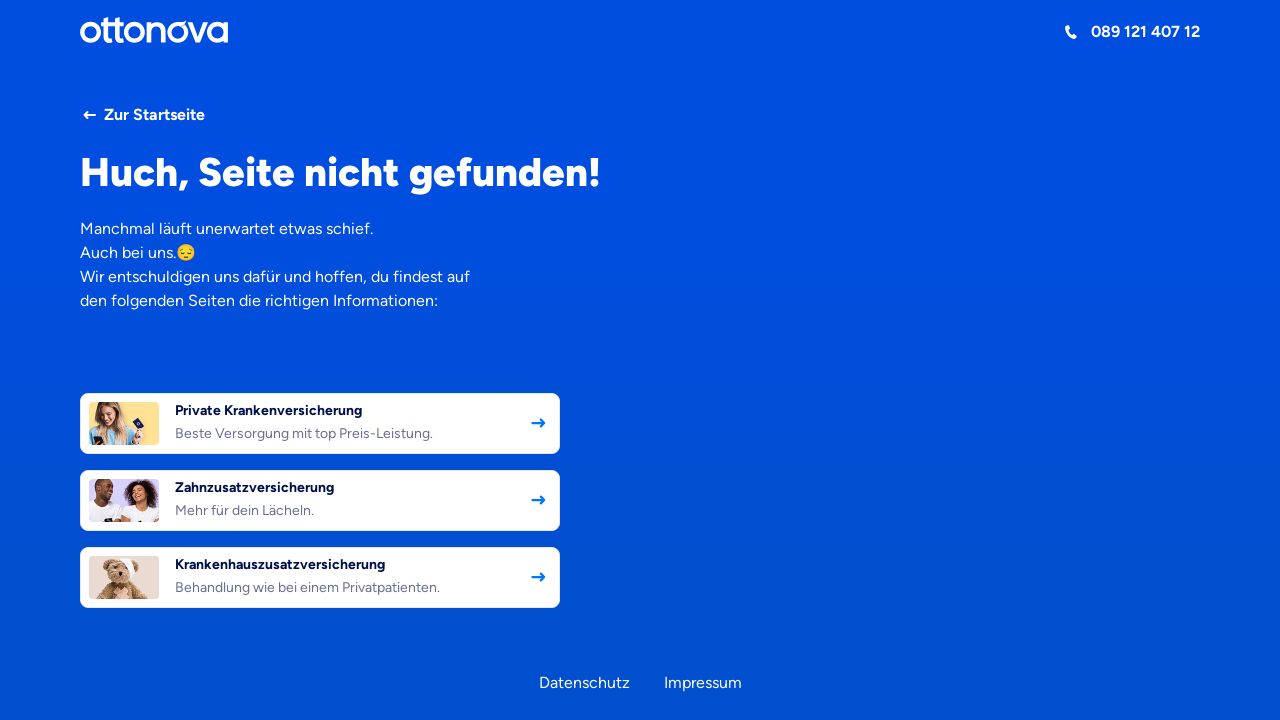 ottonova
089 121 407 12
Zur Startseite
Huch, Seite nicht gefunden!
Manchmal läuft unerwartet etwas schief.
Auch bei uns.😔
Wir entschuldigen uns dafür und hoffen, du findest auf
den folgenden Seiten die richtigen Informationen:
Private Krankenversicherung
Beste Versorgung mit top Preis-Leistung.
Zahnzusatzversicherung
Mehr für dein Lächeln.
Krankenhauszusatzversicherung
Behandlung wie bei einem Privatpatienten.
Datenschutz Impressum